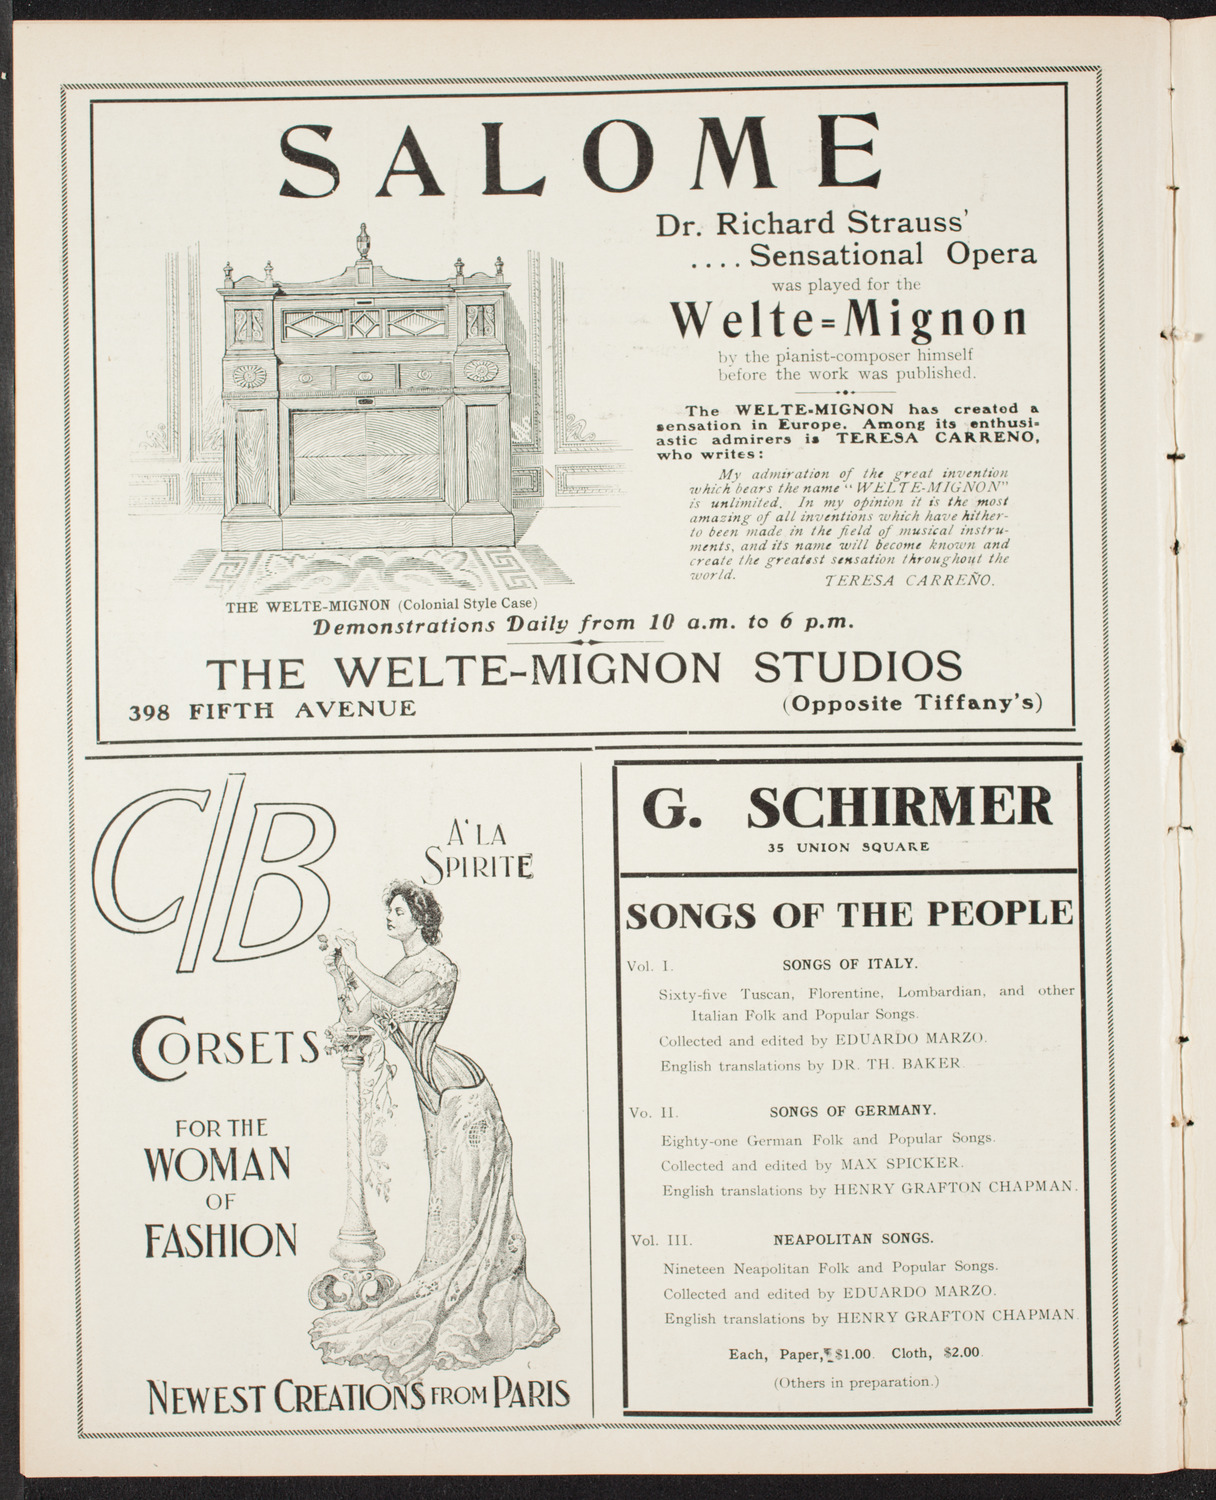 SALOME
Dr. Richard Strauss'
.... Sensational Opera
was played for the
Welte=Mignon
by the pianist-composer himself
before the work was published.
The WELTE-MIGNON has created a
sensation in Europe. Among its enthusi-
astic admirers is TERESA CARRENO,
who writes:
My admiration of the great invention
which bears the name "WELTE-MIGNON"
is unlimited. In my opinion it is the most
amazing of all inventions which have hither-
to been made in the field of musical instru-
ments, and its name will become known and
create the greatest sensation throughout the
world.
TERESA CARREÑO.
THE WELTE-MIGNON (Colonial Style Case)
Demonstrations Daily from 10 a.m. to 6 p.m.
THE WELTE-MIGNON STUDIOS
398 FIFTH AVENUE (Opposite Tiffany's)
C/B
A' LA
SPIRITE
CORSETS
FOR THE
WOMAN
OF
FASHION
NEWEST CREATIONS FROM PARIS
G. SCHIRMER
35 UNION SQUARE
SONGS OF THE PEOPLE
Vol. I. SONGS OF ITALY.
Sixty-five Tuscan, Florentine, Lombardian, and other
Italian Folk and Popular Songs.
Collected and edited by EDUARDO MARZO.
English translations by DR. TH. BAKER
Vo. II. SONGS OF GERMANY.
Eighty-one German Folk and Popular Songs.
Collected and edited by MAX SPICKER.
English translations by HENRY GRAFTON CHAPMAN.
Vol. III. NEAPOLITAN SONGS.
Nineteen Neapolitan Folk and Popular Songs.
Collected and edited by EDUARDO MARZO.
English translations by HENRY GRAFTON CHAPMAN
Each, Paper, $1.00. Cloth, $2.00.
(Others in preparation.)